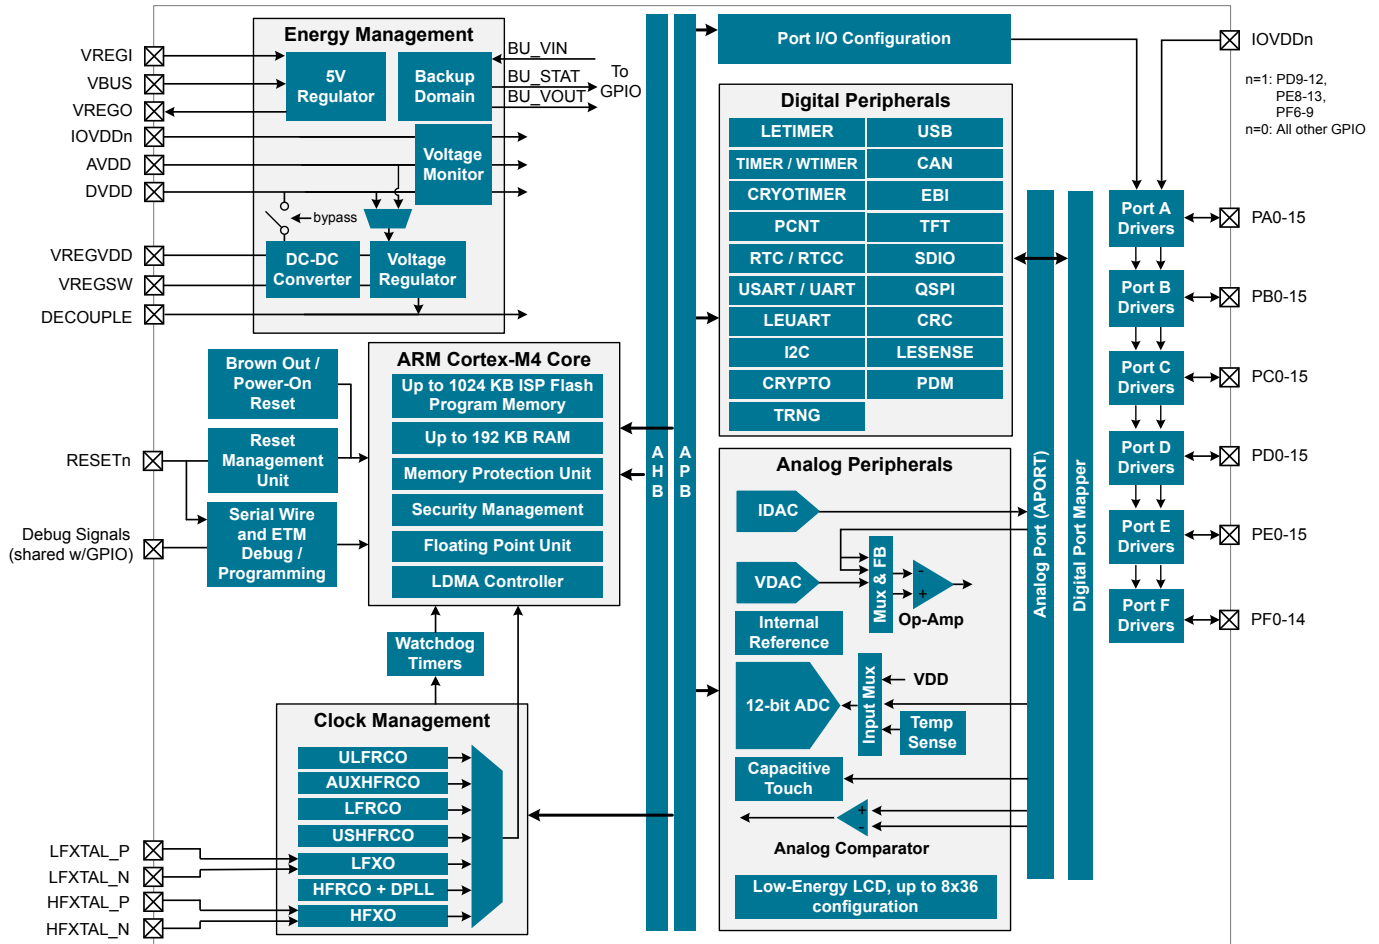 Energy Management
VREGI
VBUS
VREGO
IOVDDn
AVDD
DVDD
VREGVDD
VREGSW
DECOUPLE
5V
Regulator
Backup
Domain
BU_VIN
BU_STAT
BU_VOUT
To
GPIO
Voltage
Monitor
bypass
DC-DC
Converter
Voltage
Regulator
Brown Out /
Power-On
Reset
Reset
Management
Unit
Serial Wire
and ETM
Debug /
Programming
RESETn
Debug Signals
(shared w/GPIO)
ARM Cortex-M4 Core
Up to 1024 KB ISP Flash
Program Memory
Up to 192 KB RAM
Memory Protection Unit
Security Management
Floating Point Unit
LDMA Controller
Watchdog
Timers
Clock Management
ULFRCO
AUXHFRCO
LFRCO
USHFRCO
LFXO
HFRCO + DPLL
HFXO
LFXTAL_P
LFXTAL_N
HFXTAL_P
HFXTAL_N
A
H
B
A
P
B
Port I/O Configuration
Digital Peripherals
LETIMER
USB
TIMER / WTIMER
CAN
CRYOTIMER
EBI
PCNT
TFT
RTC / RTCC
SDIO
USART / UART
QSPI
LEUART
CRC
I2C
LESENSE
CRYPTO
PDM
TRNG
Analog Peripherals
IDAC
VDAC
Mux & FB
-
+
Op-Amp
Internal
Reference
12-bit ADC
Input Mux
VDD
Temp
Sense
Capacitive
Touch
+
-
Analog Comparator
Low-Energy LCD, up to 8x36
configuration
Analog Port (APORT)
Digital Port Mapper
IOVDDn
n=1: PD9-12,
PE8-13,
PF6-9
n=0: All other GPIO
Port A
Drivers
PA0-15
Port B
Drivers
PB0-15
Port C
Drivers
PC0-15
Port D
Drivers
PD0-15
Port E
Drivers
PE0-15
Port F
Drivers
PF0-14